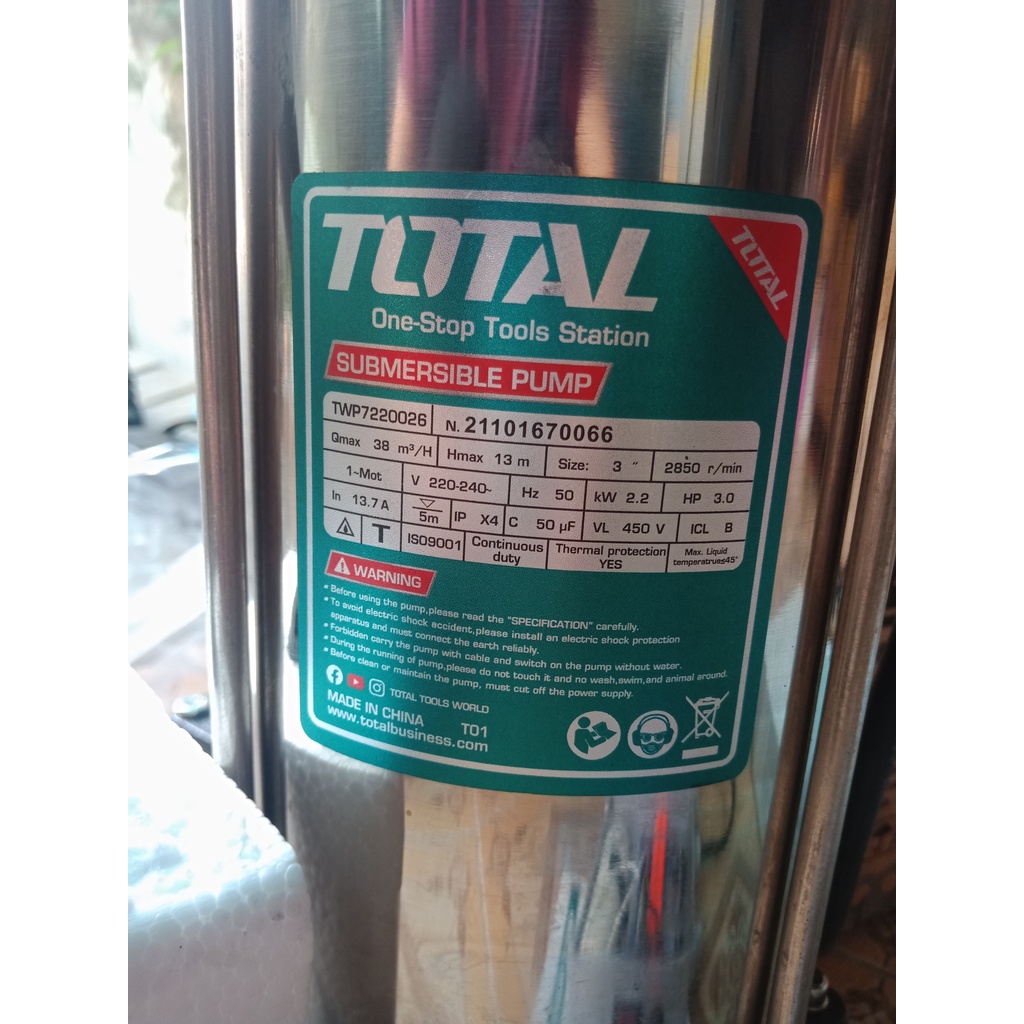 TOTAL
TOTAL
One-Stop Tools Station
SUBMERSIBLE PUMP
TWP7220026 N. 21101670066
Qmax 38 m³/H Hmax 13 m Size: 3 ″ 2850 r/min
1~Mot V 220-240~ Hz 50 kW 2.2 HP 3.0
In 13.7 A 5m IP X4 C 50 µF VL 450 V ICL B
T ISO9001 Continuous duty Thermal protection YES Max. Liquid temperatrue≤45°
WARNING
* Before using the pump,please read the "SPECIFICATION" carefully.
* To avoid electric shock accident,please install an electric shock protection
apparatus and must connect the earth reliably.
* Forbidden carry the pump with cable and switch on the pump without water.
* During the running of pump,please do not touch it and no wash,swim,and animal around.
* Before clean or maintain the pump, must cut off the power supply.
TOTAL TOOLS WORLD
MADE IN CHINA T01
www.totalbusiness.com